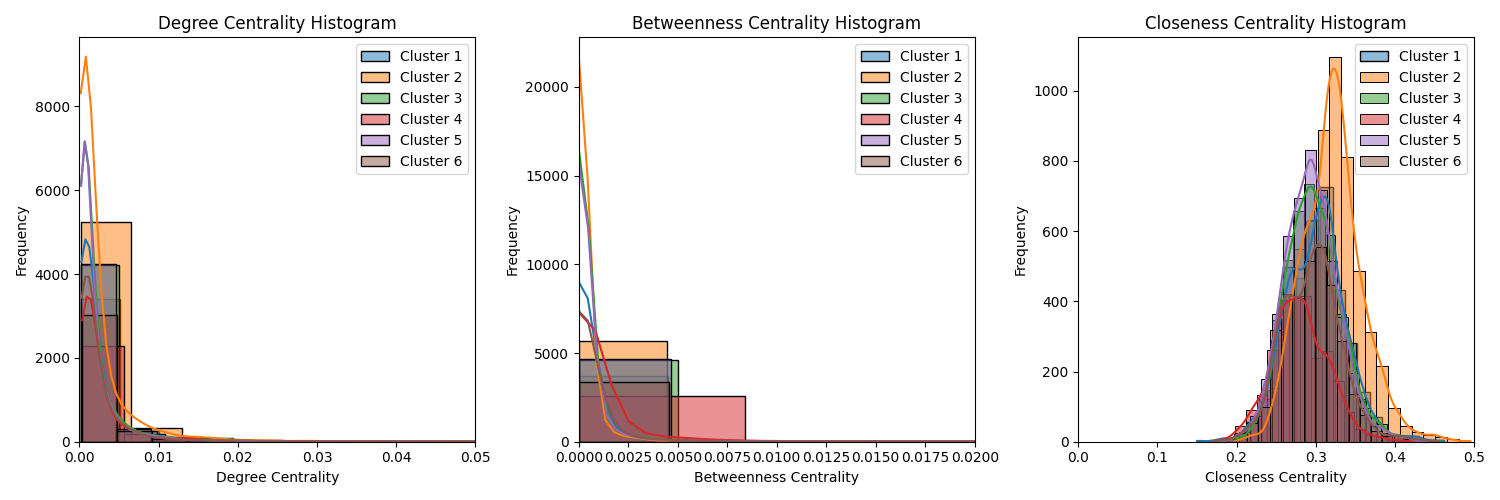 Degree Centrality Histogram
Frequency
8000
6000
4000
2000
0
0.00 0.01 0.02 0.03 0.04 0.05
Degree Centrality
Cluster 1
Cluster 2
Cluster 3
Cluster 4
Cluster 5
Cluster 6
Betweenness Centrality Histogram
Frequency
20000
15000
10000
5000
0
0.0000 0.0025 0.0050 0.0075 0.0100 0.0125 0.0150 0.0175 0.0200
Betweenness Centrality
Cluster 1
Cluster 2
Cluster 3
Cluster 4
Cluster 5
Cluster 6
Closeness Centrality Histogram
Frequency
1000
800
600
400
200
0
0.0 0.1 0.2 0.3 0.4 0.5
Closeness Centrality
Cluster 1
Cluster 2
Cluster 3
Cluster 4
Cluster 5
Cluster 6